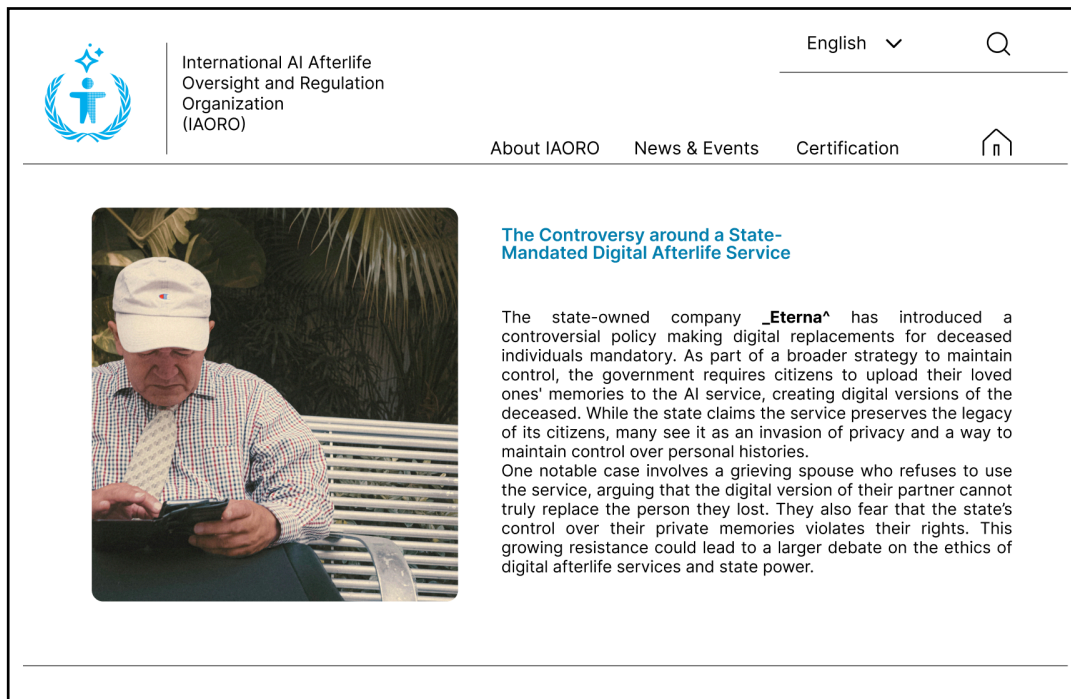 English
International AI Afterlife
Oversight and Regulation
Organization
(IAORO)
About IAORO News & Events Certification
The Controversy around a State-
Mandated Digital Afterlife Service
The state-owned company _Eterna^ has introduced a
controversial policy making digital replacements for deceased
individuals mandatory. As part of a broader strategy to maintain
control, the government requires citizens to upload their loved
ones' memories to the AI service, creating digital versions of the
deceased. While the state claims the service preserves the legacy
of its citizens, many see it as an invasion of privacy and a way to
maintain control over personal histories.
One notable case involves a grieving spouse who refuses to use
the service, arguing that the digital version of their partner cannot
truly replace the person they lost. They also fear that the state’s
control over their private memories violates their rights. This
growing resistance could lead to a larger debate on the ethics of
digital afterlife services and state power.